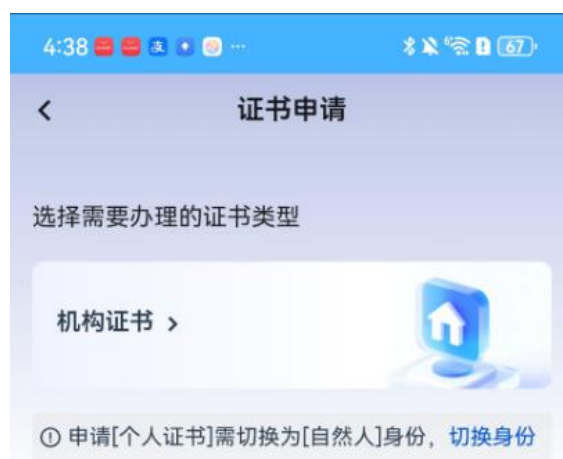 4:38 支 ... 67
证书申请
选择需要办理的证书类型
机构证书 >
申请[个人证书]需切换为[自然人]身份，切换身份